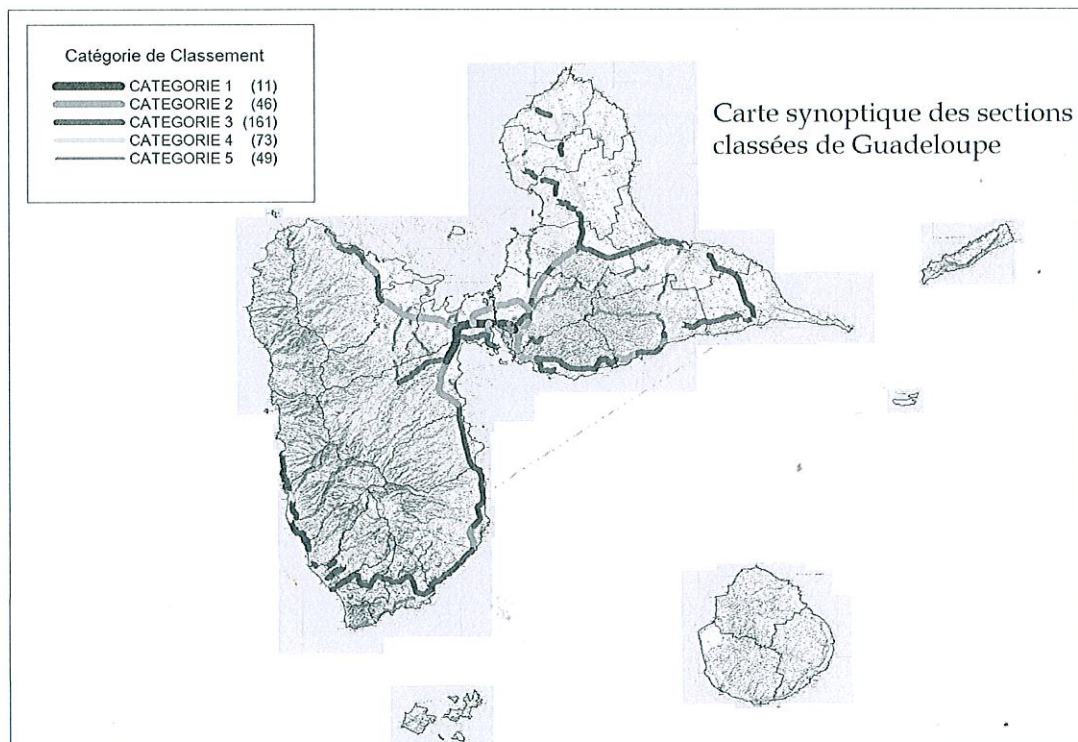 Catégorie de Classement
CATEGORIE 1 (11)
CATEGORIE 2 (46)
CATEGORIE 3 (161)
CATEGORIE 4 (73)
CATEGORIE 5 (49)
Carte synoptique des sections
classées de Guadeloupe